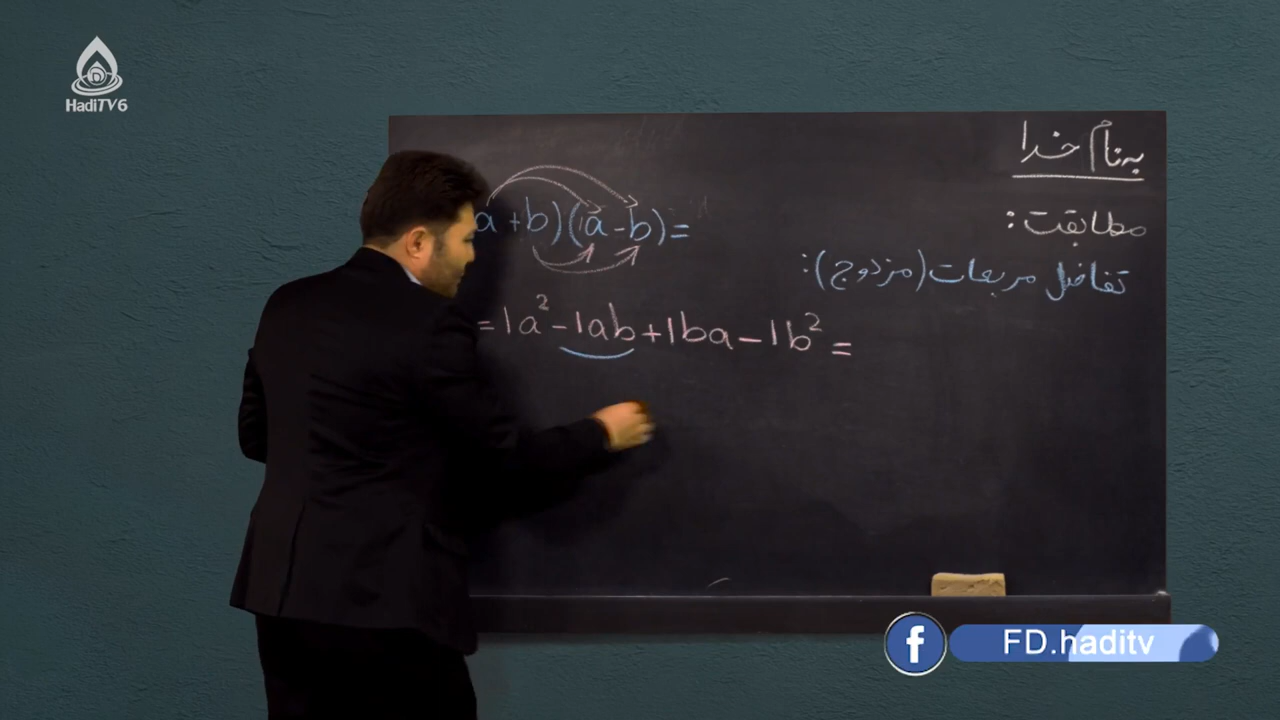 HadiTV6
به نام خدا
مطابقت:
تفاضل مربعات (مزدوج):
a+b)(a-b)=
=1a²-1ab+1ba-1b²=
FD.haditv